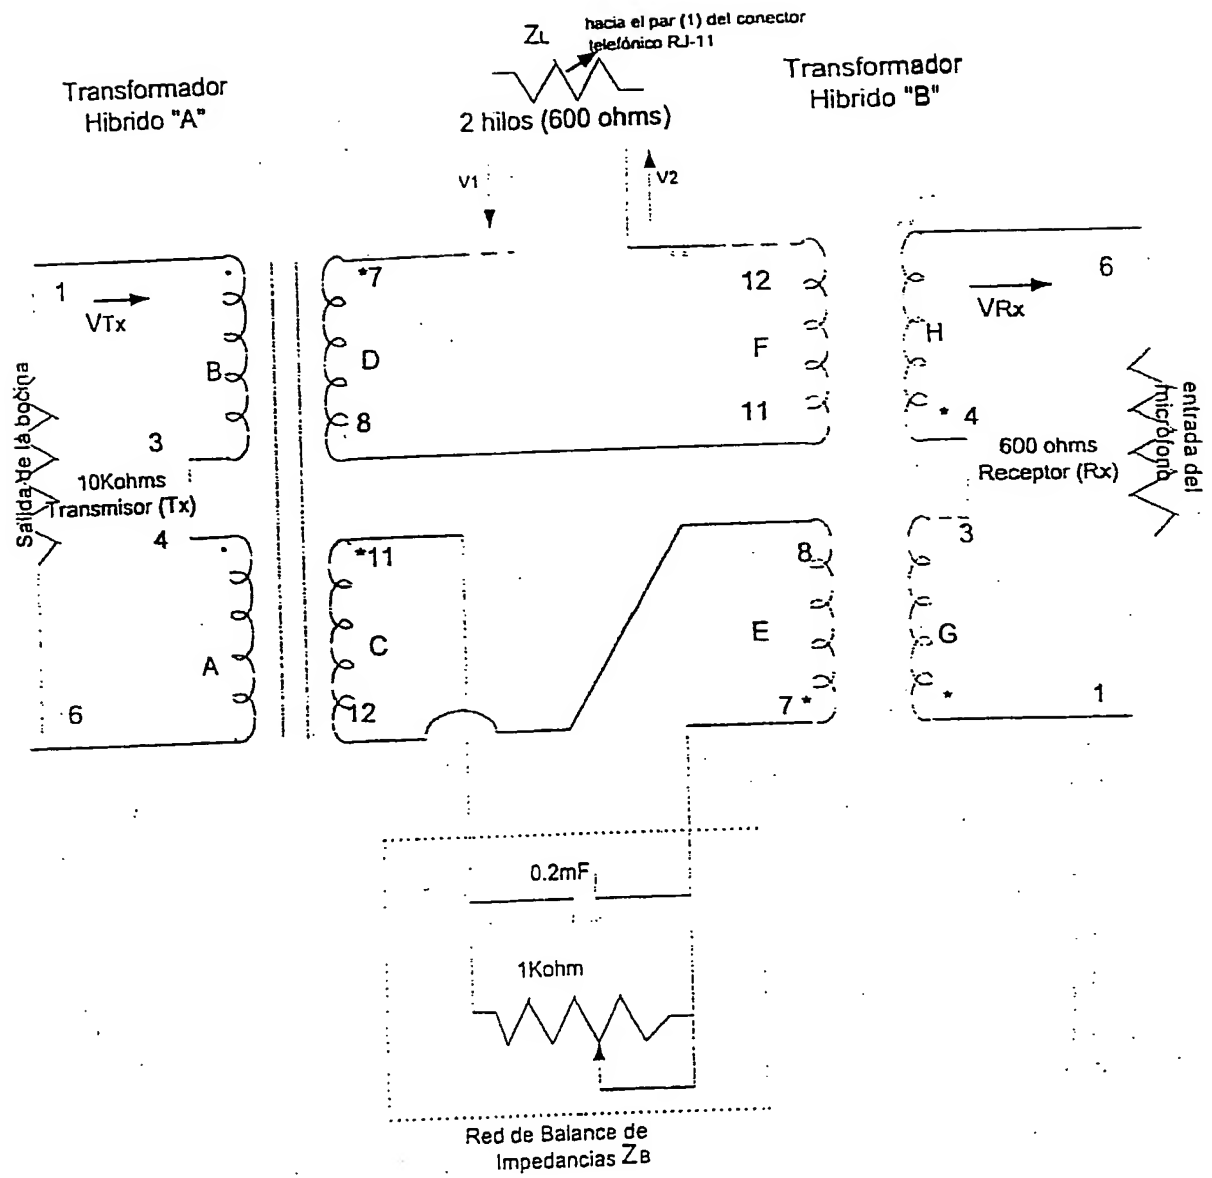 ZL
hacia el par (1) del conector
telefónico RJ-11
Transformador
Hibrido "A"
2 hilos (600 ohms)
Transformador
Hibrido "B"
V1
V2
1
VTx
B
3
*7
D
8
12
F
11
H
VRx
6
* 4
Salida de la bocina
10Kohms
Transmisor (Tx)
600 ohms
Receptor (Rx)
entrada del
micrófono
4
A
6
*11
C
12
8
E
7 *
3
G
*
1
0.2mF
1Kohm
Red de Balance de
Impedancias ZB